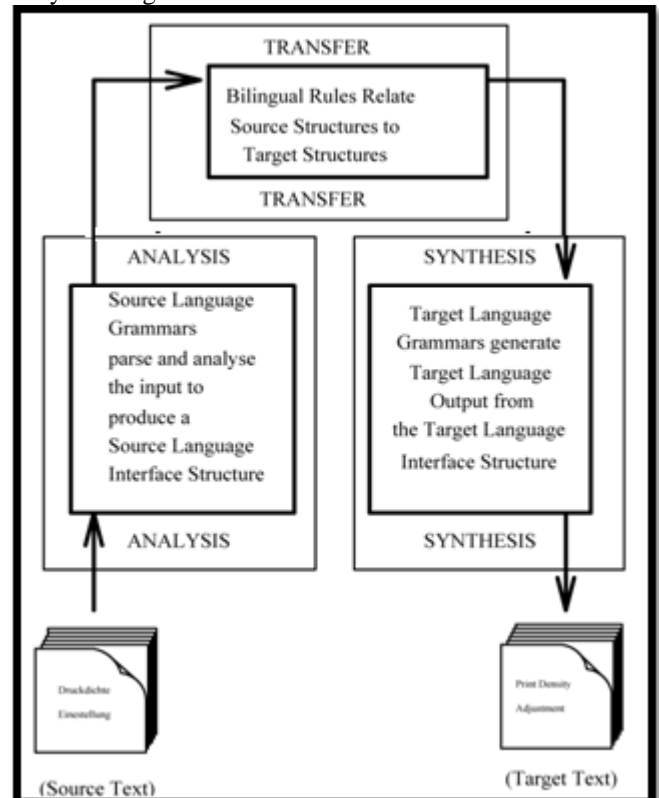 TRANSFER
Bilingual Rules Relate
Source Structures to
Target Structures
TRANSFER
ANALYSIS
Source Language
Grammars
parse and analyse
the input to
produce a
Source Language
Interface Structure
ANALYSIS
SYNTHESIS
Target Language
Grammars generate
Target Language
Output from
the Target Language
Interface Structure
SYNTHESIS
Druckdichte
Einestellung
(Source Text)
Print Density
Adjustment
(Target Text)